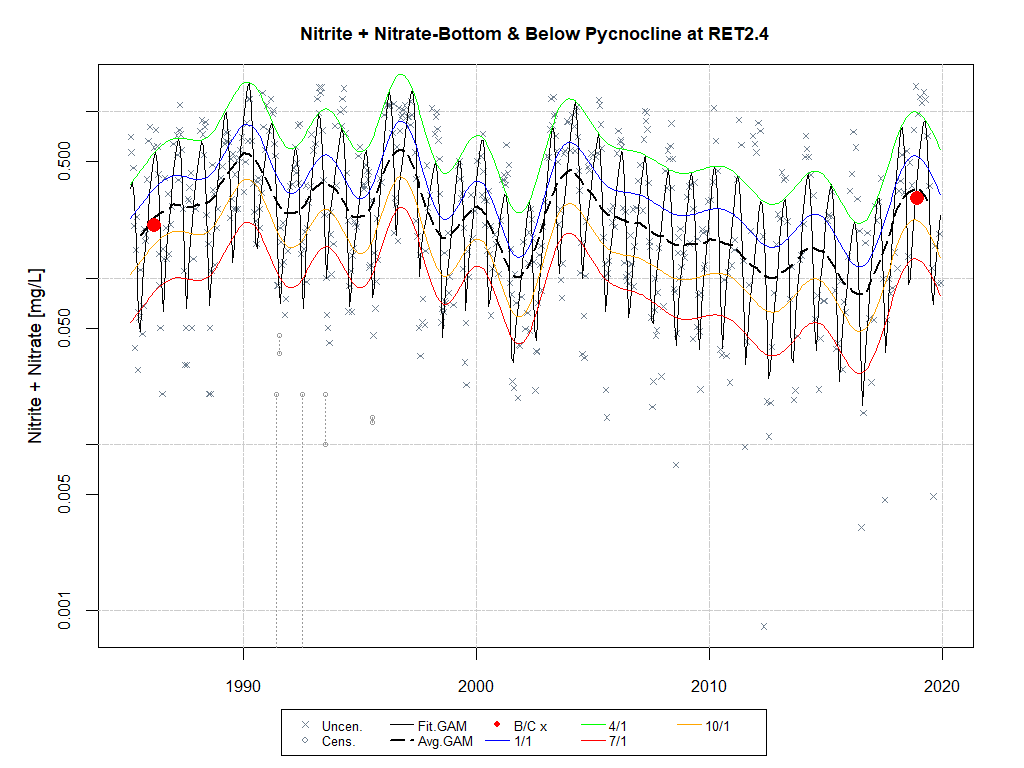 Nitrite + Nitrate-Bottom & Below Pycnocline at RET2.4
Nitrite + Nitrate [mg/L]
0.500
0.050
0.005
0.001
1990 2000 2010 2020
Uncen. Fit.GAM B/C x 4/1 10/1
Cens. Avg.GAM 1/1 7/1